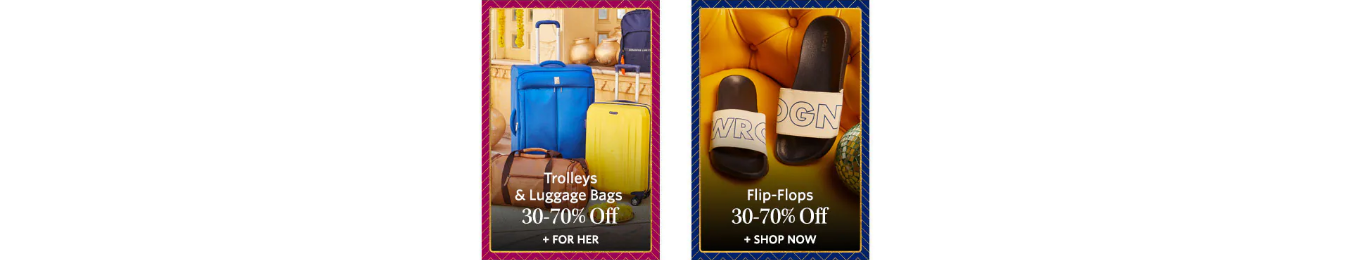 Trolleys
& Luggage Bags
30-70% Off
+ FOR HER
WRO
OGN
Flip-Flops
30-70% Off
+ SHOP NOW